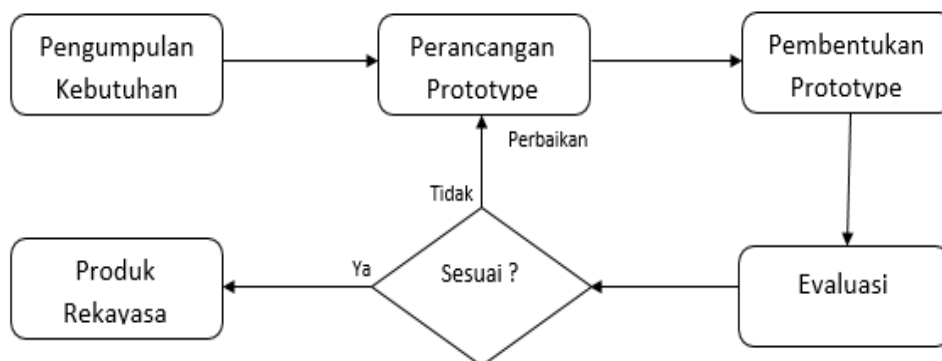 Pengumpulan
Kebutuhan
Perancangan
Prototype
Pembentukan
Prototype
Perbaikan
Tidak
Produk
Rekayasa
Ya
Sesuai ?
Evaluasi